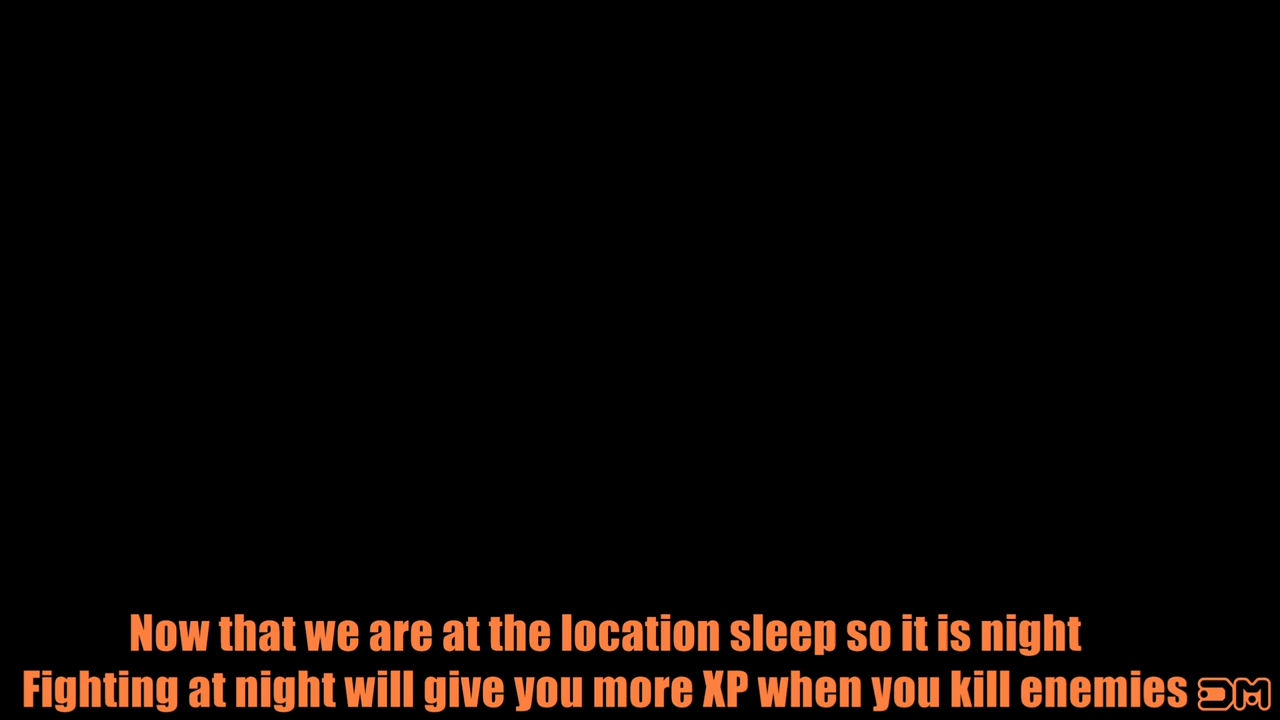 Now that we are at the location sleep so it is night
Fighting at night will give you more XP when you kill enemies
DM